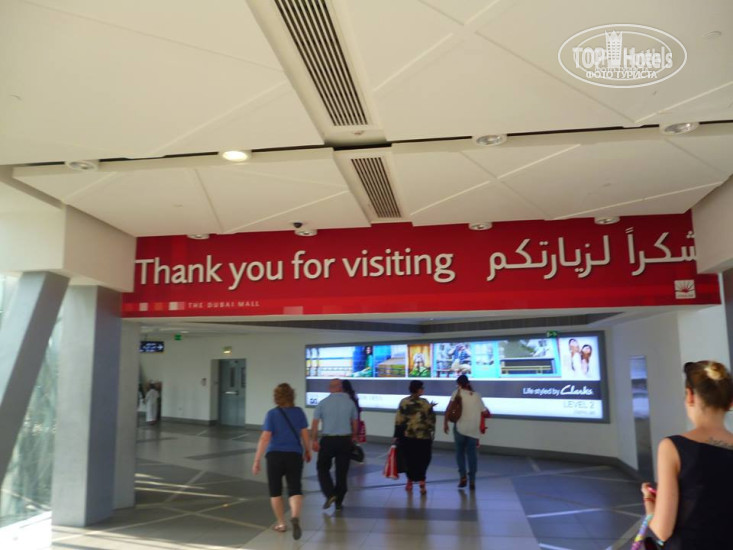 TOP Hotels
ФОТО ТУРИСТА
Thank you for visiting
شكراً لزيارتكم
THE DUBAI MALL
Life styled by Clarks
LEVEL 2